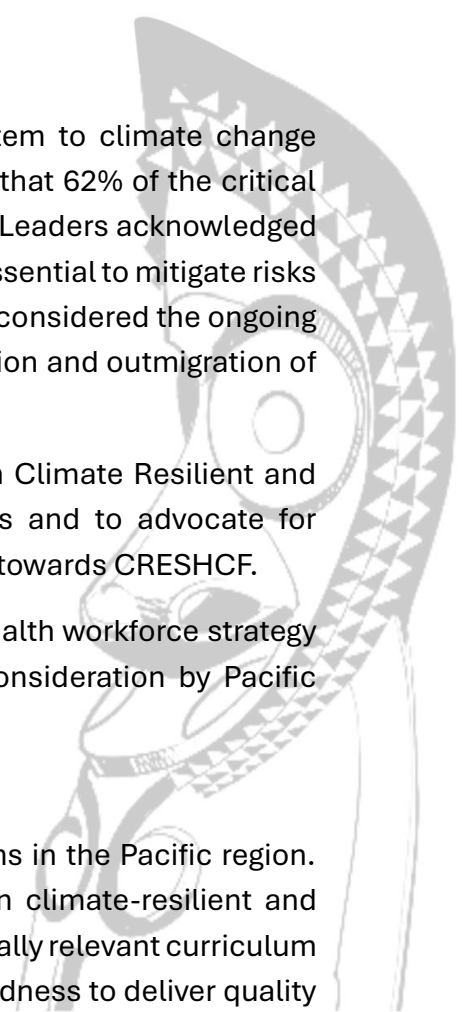 tem to climate change
that 62% of the critical
Leaders acknowledged
ssential to mitigate risks
considered the ongoing
ion and outmigration of
n Climate Resilient and
s and to advocate for
towards CRESHCF.
alth workforce strategy
onsideration by Pacific
ns in the Pacific region.
n climate-resilient and
ally relevant curriculum
dness to deliver quality